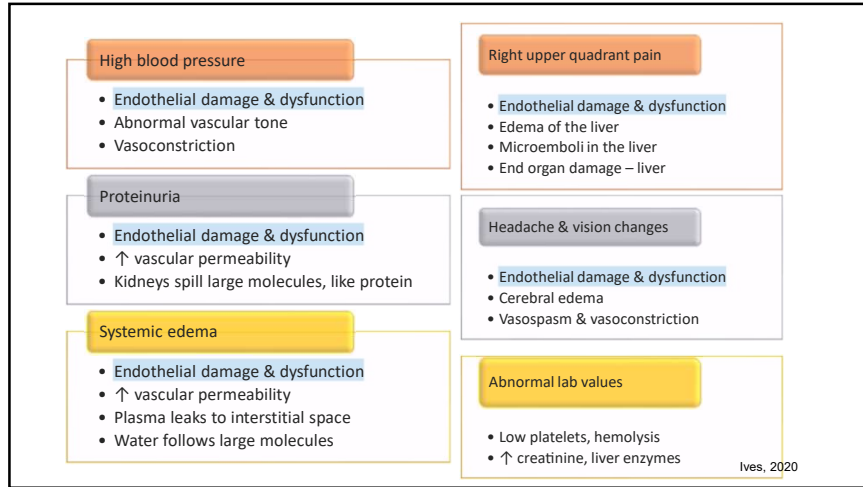 High blood pressure
• Endothelial damage & dysfunction
• Abnormal vascular tone
• Vasoconstriction
Proteinuria
• Endothelial damage & dysfunction
• ↑ vascular permeability
• Kidneys spill large molecules, like protein
Systemic edema
• Endothelial damage & dysfunction
• ↑ vascular permeability
• Plasma leaks to interstitial space
• Water follows large molecules
Right upper quadrant pain
• Endothelial damage & dysfunction
• Edema of the liver
• Microemboli in the liver
• End organ damage – liver
Headache & vision changes
• Endothelial damage & dysfunction
• Cerebral edema
• Vasospasm & vasoconstriction
Abnormal lab values
• Low platelets, hemolysis
• ↑ creatinine, liver enzymes
Ives, 2020